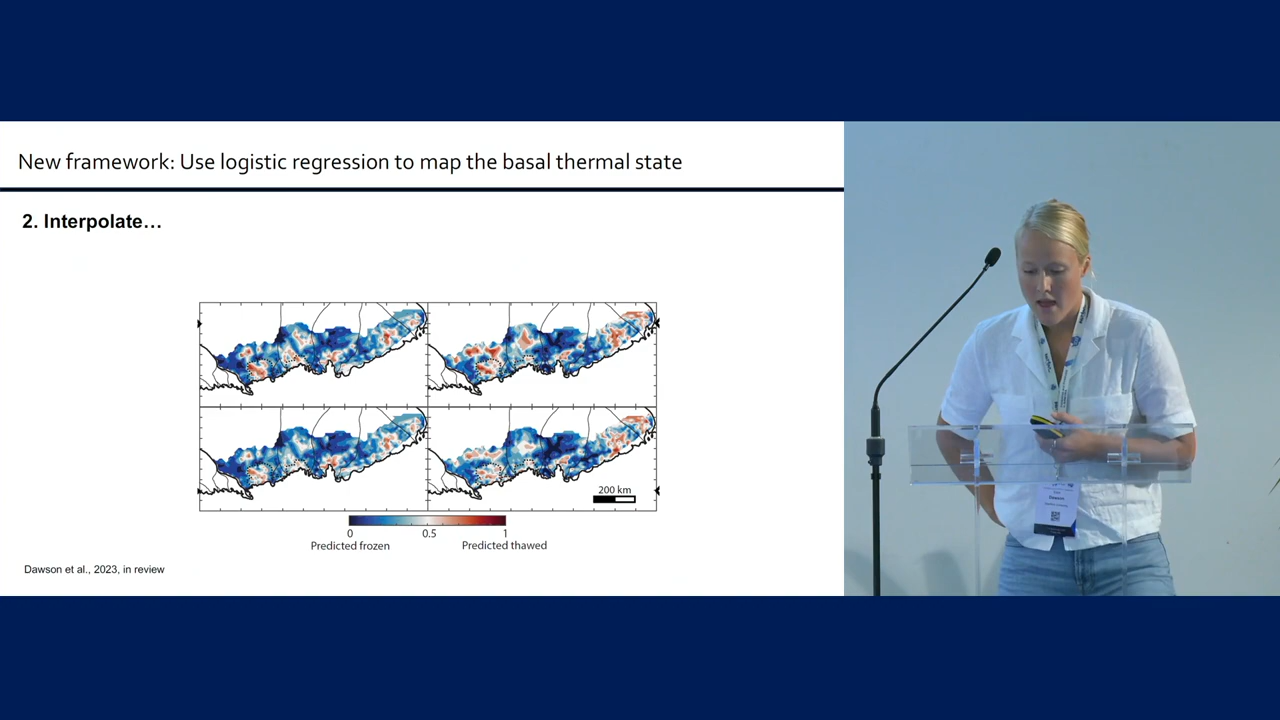 New framework: Use logistic regression to map the basal thermal state
2. Interpolate…
200 km
0 0.5 1
Predicted frozen Predicted thawed
Dawson et al., 2023, in review
Dawson